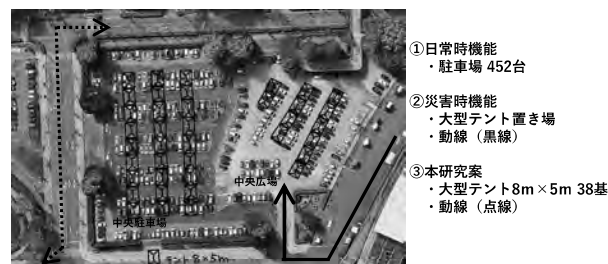 ①日常時機能
・駐車場 452台
②災害時機能
・大型テント置き場
・動線（黒線）
③本研究案
・大型テント8m×5m 38基
・動線（点線）
中央広場
中央駐車場
テント8×5m